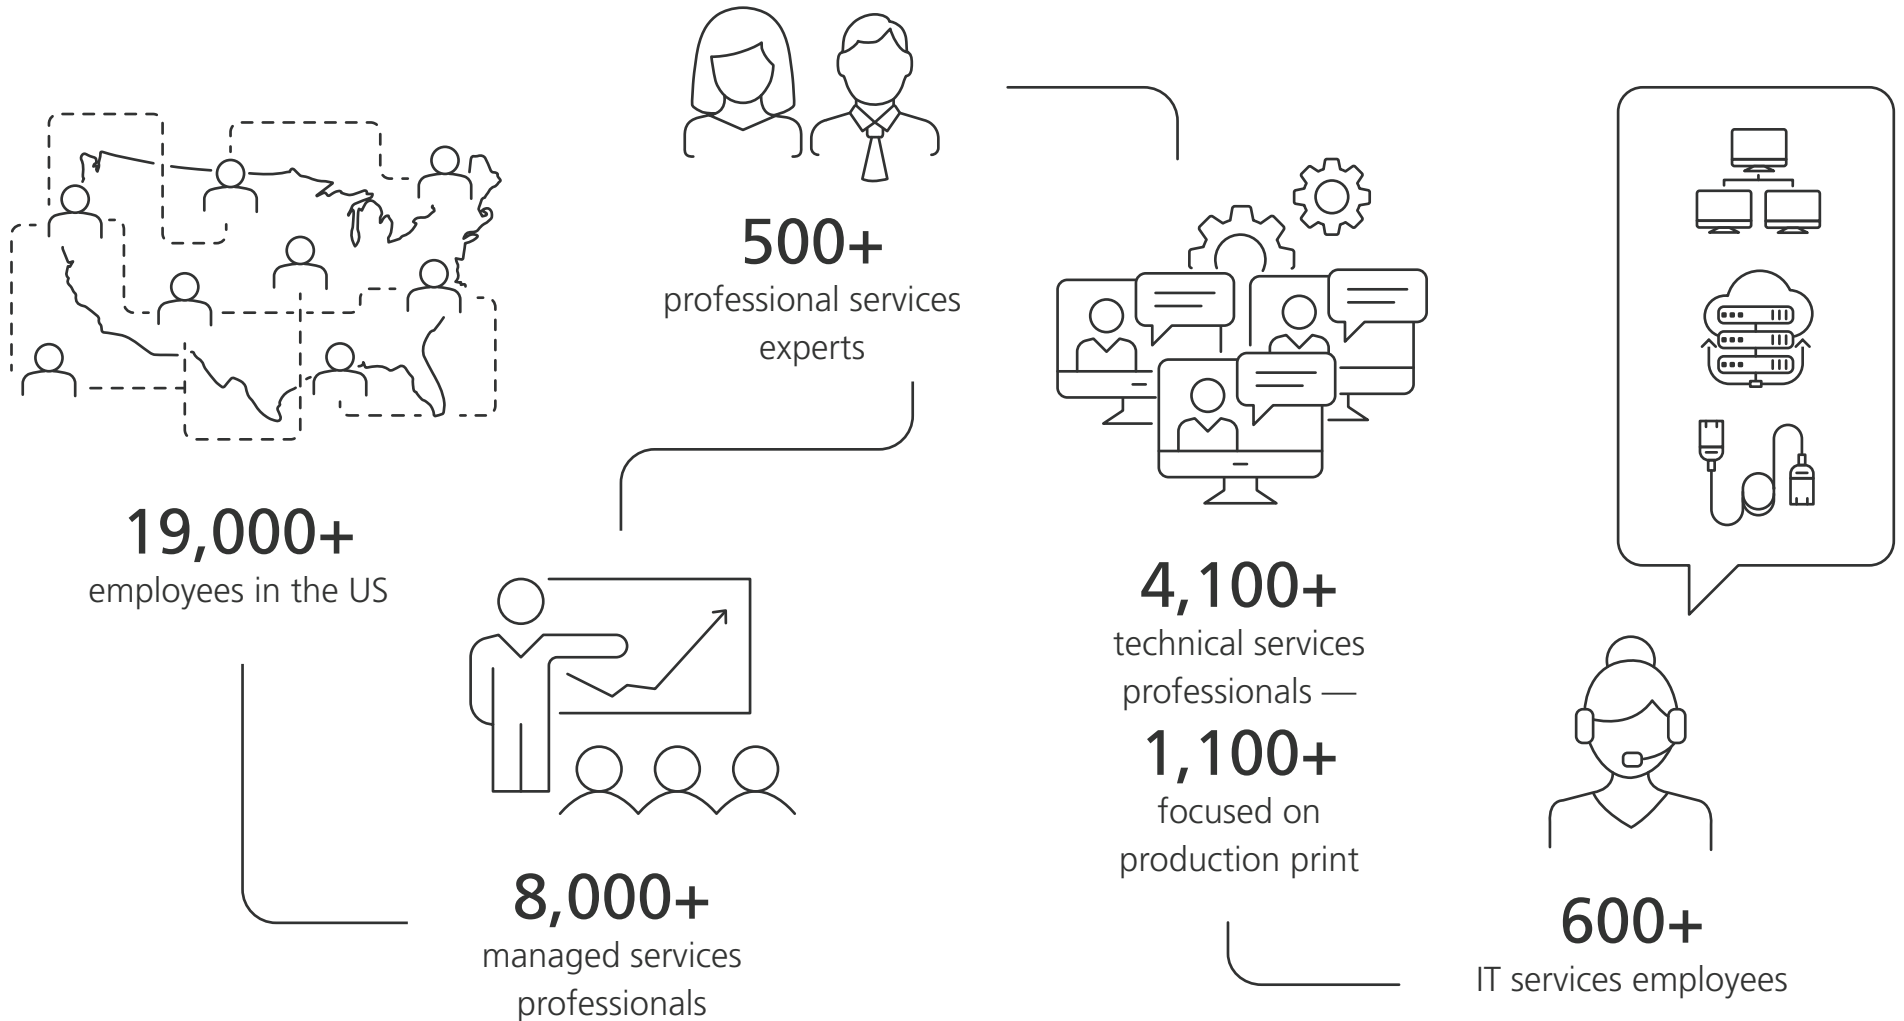 19,000+
employees in the US
8,000+
managed services
professionals
500+
professional services
experts
4,100+
technical services
professionals —
1,100+
focused on
production print
600+
IT services employees